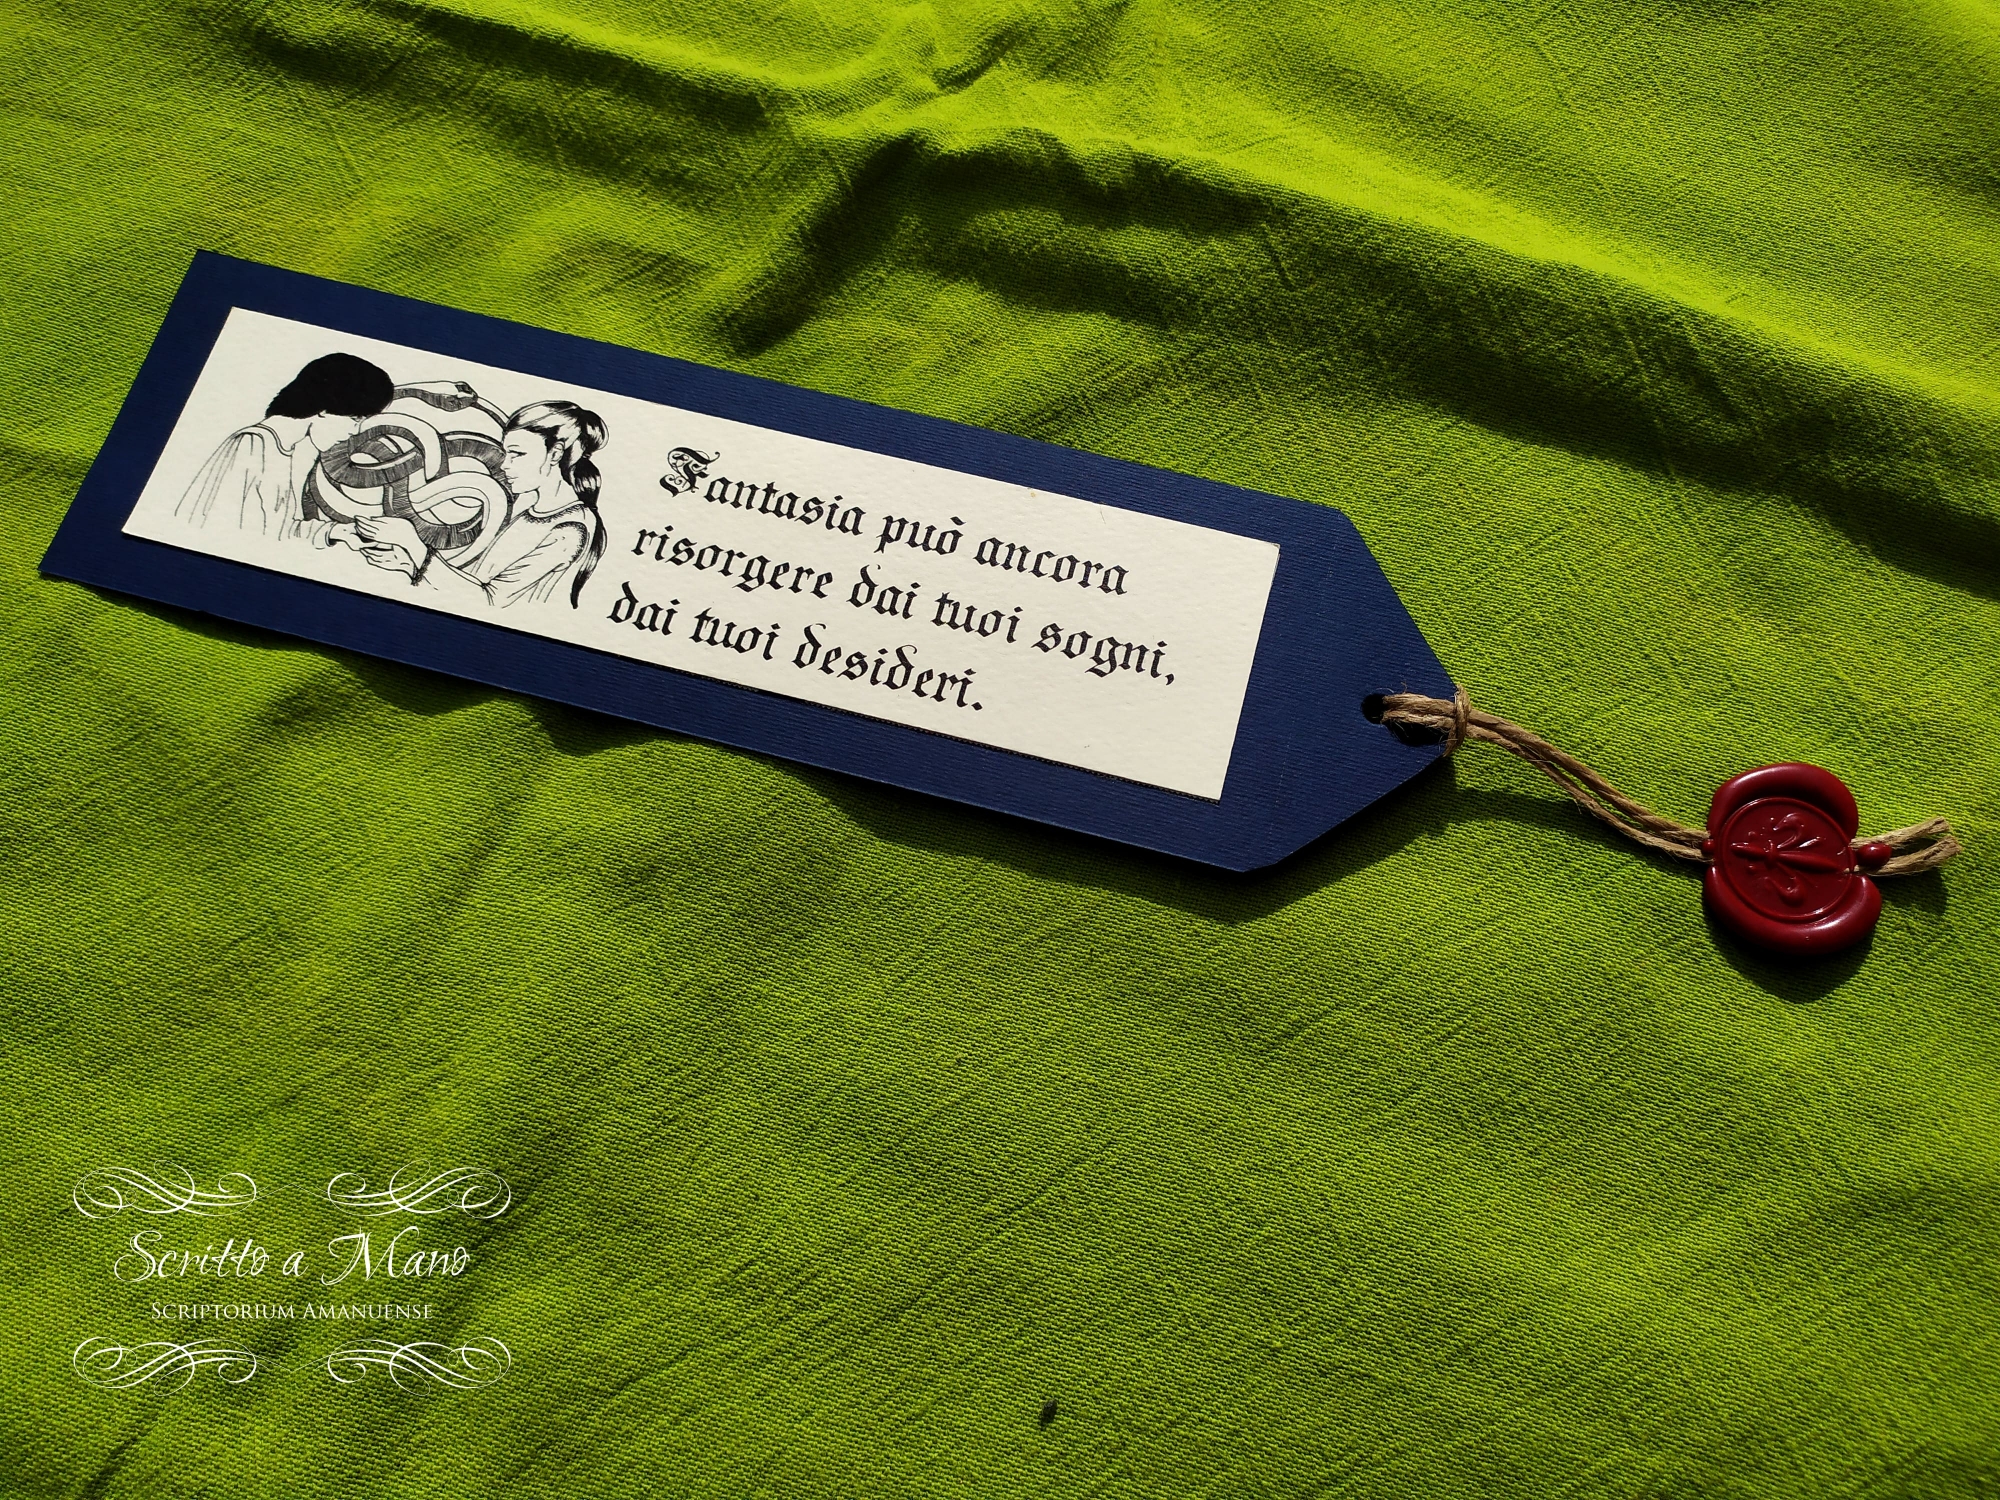 Fantasia può ancora
risorgere dai tuoi sogni,
dai tuoi desideri.
Scritto a Mano
Scriptorium Amanuense